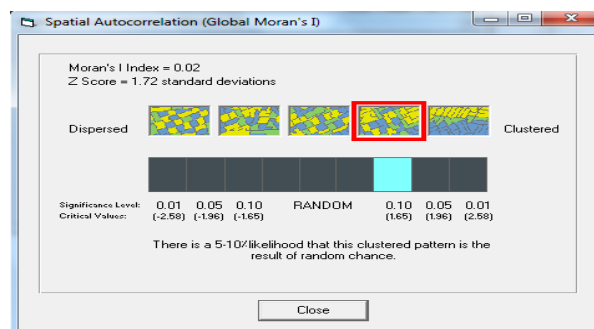 Spatial Autocorrelation (Global Moran's I)
Moran's I Index = 0.02
Z Score = 1.72 standard deviations
Dispersed Clustered
Significance Level: 0.01 0.05 0.10 RANDOM 0.10 0.05 0.01
Critical Values: (-2.58) (-1.96) (-1.65) (1.65) (1.96) (2.58)
There is a 5-10% likelihood that this clustered pattern is the
result of random chance.
Close